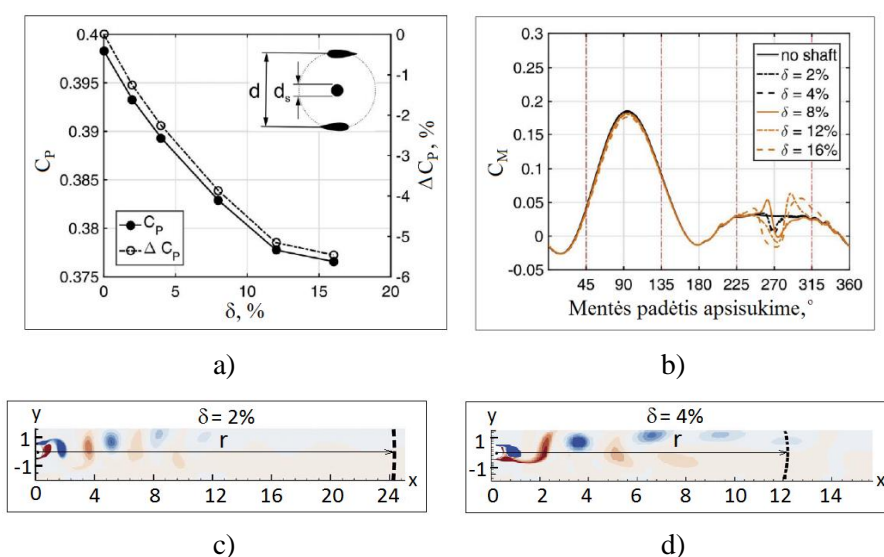 0.4
0.395
0.39
0.385
0.38
0.375
C_P
0
-1
-2
-3
-4
-5
-6
ΔC_P, %
d
d_s
C_P
Δ C_P
0 5 10 15 20
δ, %
a)
0.3
0.25
0.2
0.15
0.1
0.05
0
-0.05
C_M
no shaft
δ = 2%
δ = 4%
δ = 8%
δ = 12%
δ = 16%
45 90 135 180 225 270 315 360
Mentės padėtis apsisukime,°
b)
y
δ = 2%
1
-1
r
0 4 8 12 16 20 24
x
c)
y
δ = 4%
1
-1
r
0 2 4 6 8 10 12 14
x
d)